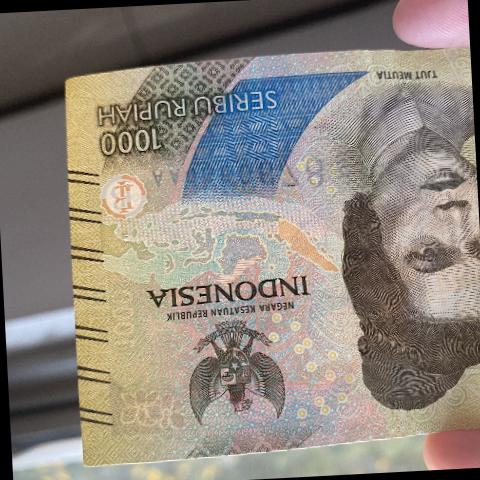 NEGARA KESATUAN REPUBLIK
INDONESIA
1000
SERIBU RUPIAH
TJUT MEUTIA